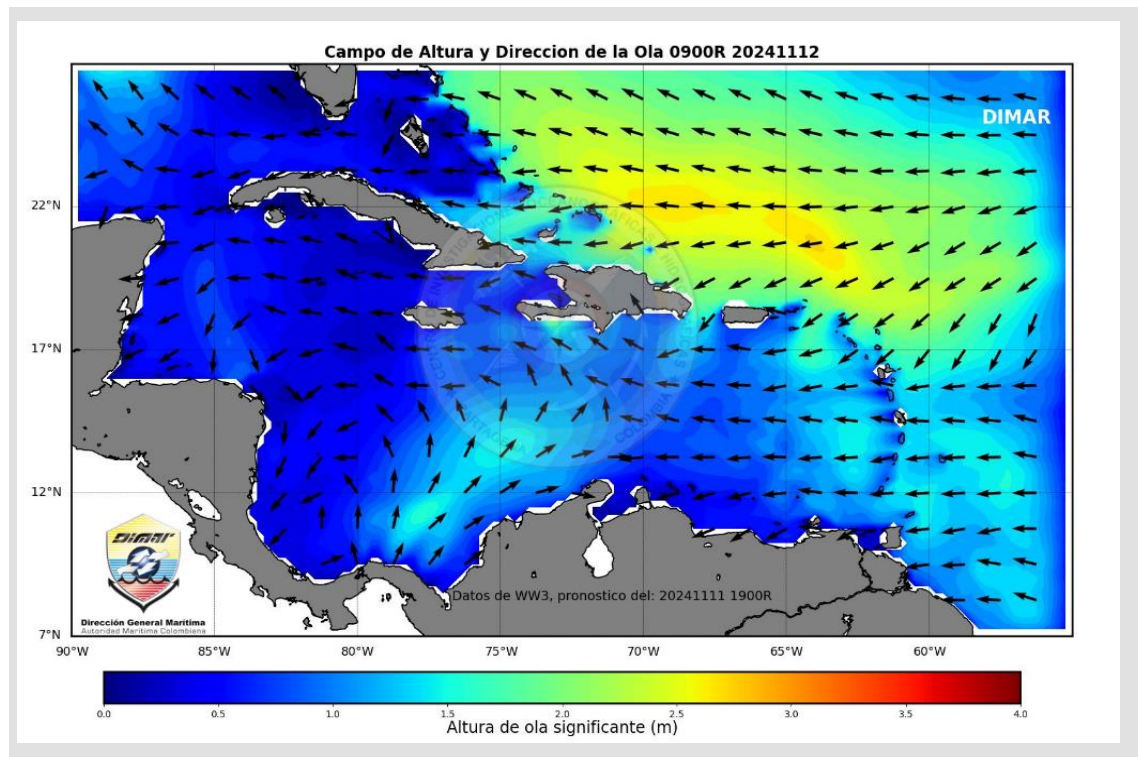 Campo de Altura y Direccion de la Ola 0900R 20241112
DIMAR
22°N
17°N
12°N
7°N
Dimar
Dirección General Marítima
Autoridad Marítima Colombiana
Datos de WW3, pronostico del: 20241111 1900R
90°W 85°W 80°W 75°W 70°W 65°W 60°W
0.0 0.5 1.0 1.5 2.0 2.5 3.0 3.5 4.0
Altura de ola significante (m)